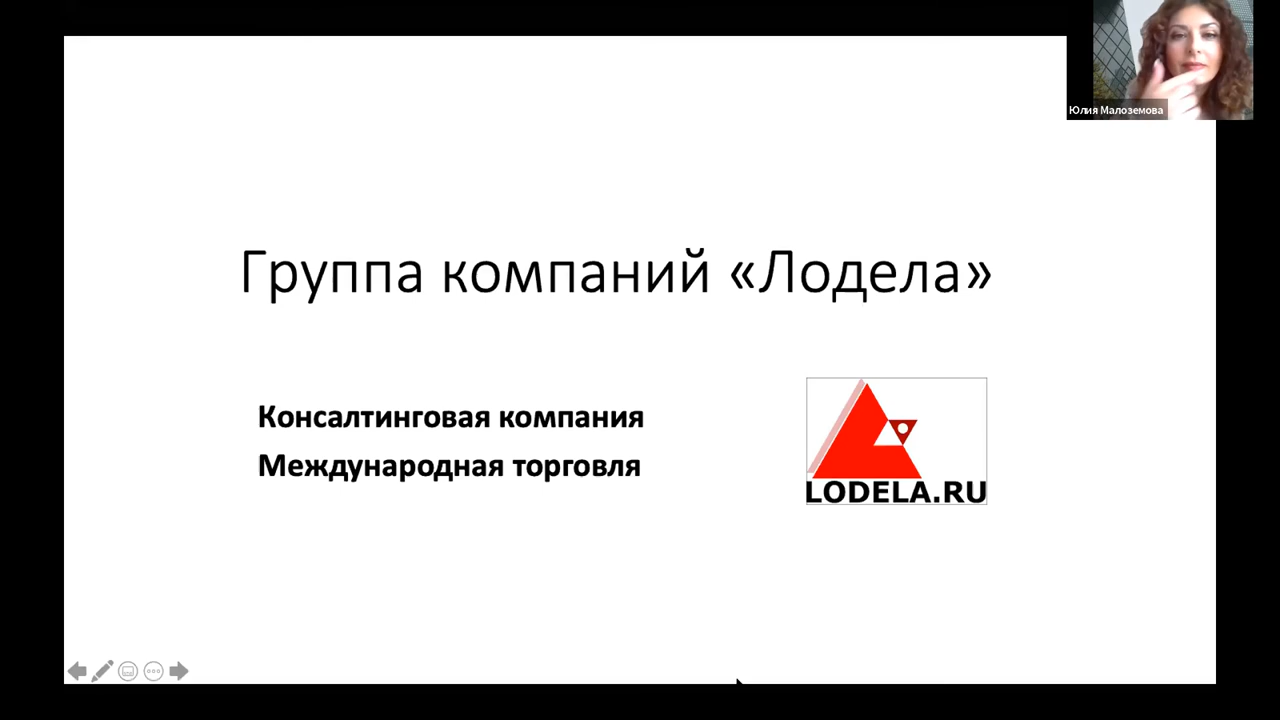 Юлия Малоземова
Группа компаний «Лодела»
Консалтинговая компания
Международная торговля
LODELA.RU